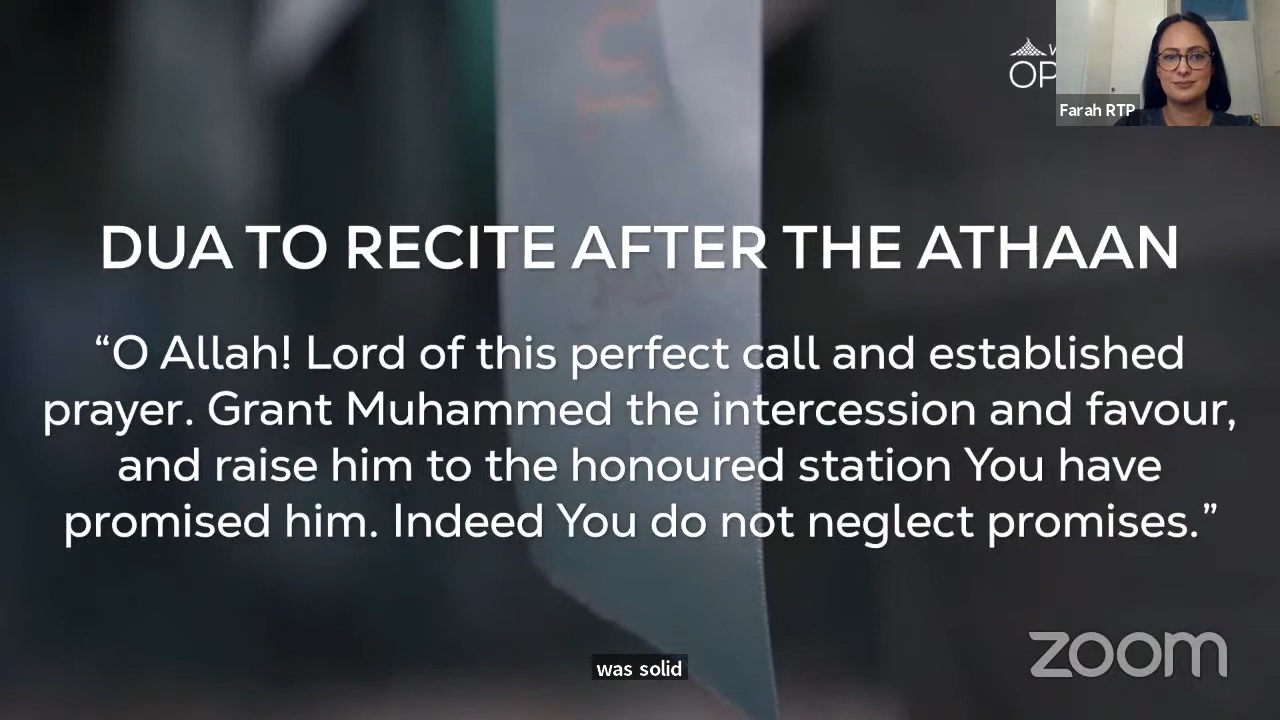 OP
Farah RTP
DUA TO RECITE AFTER THE ATHAAN
“O Allah! Lord of this perfect call and established
prayer. Grant Muhammed the intercession and favour,
and raise him to the honoured station You have
promised him. Indeed You do not neglect promises.”
was solid
zoom